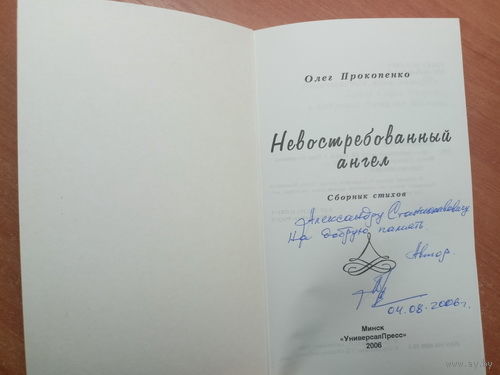 Олег Прокопенко
Невостребованный
ангел
Сборник стихов
Александру Станиславовичу
На добрую память
Автор.
04.08.2006г.
Минск
«УниверсалПресс»
2006